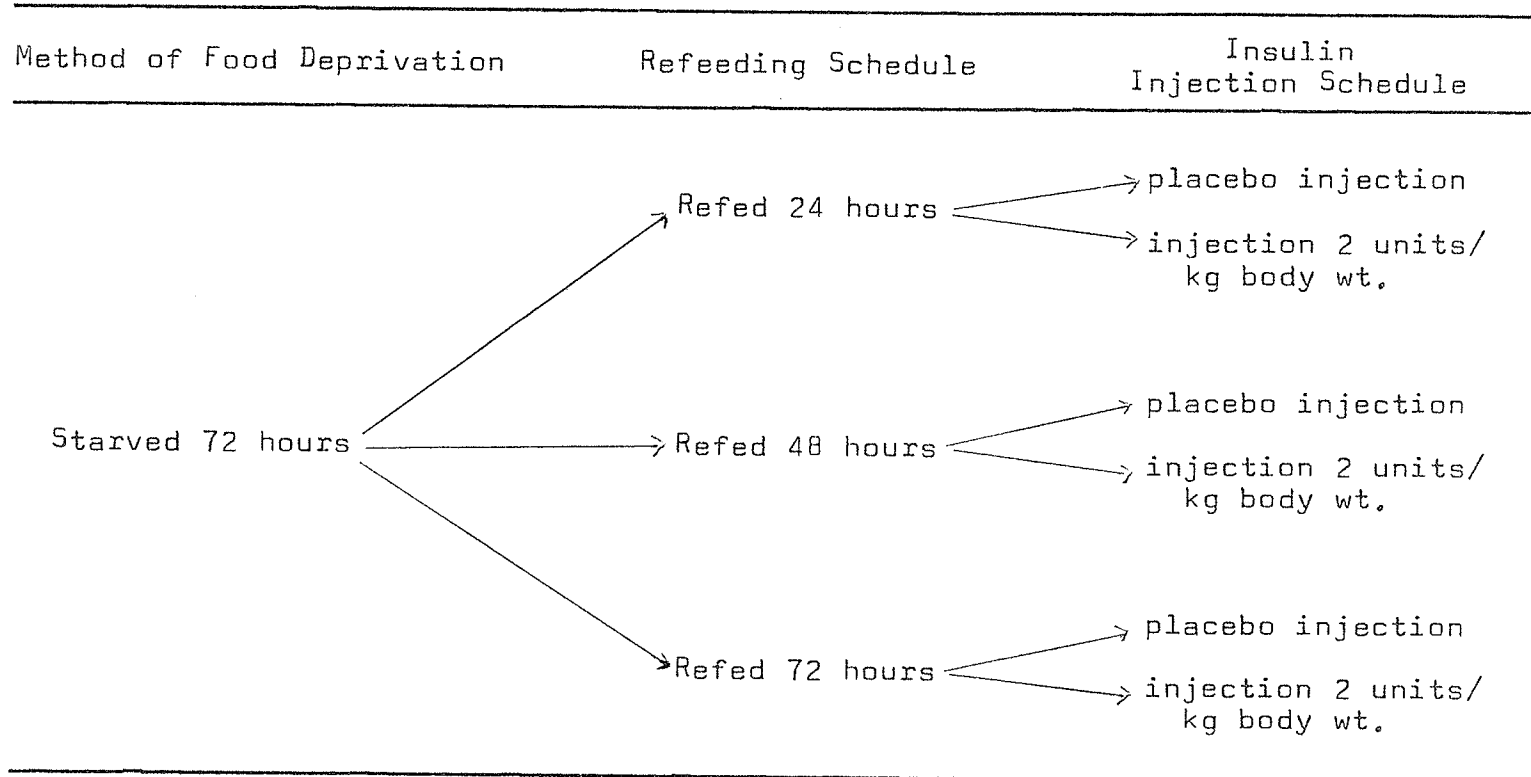 Method of Food Deprivation
Refeeding Schedule
Insulin
Injection Schedule
Starved 72 hours
Refed 24 hours
placebo injection
injection 2 units/
kg body wt.
Refed 48 hours
placebo injection
injection 2 units/
kg body wt.
Refed 72 hours
placebo injection
injection 2 units/
kg body wt.